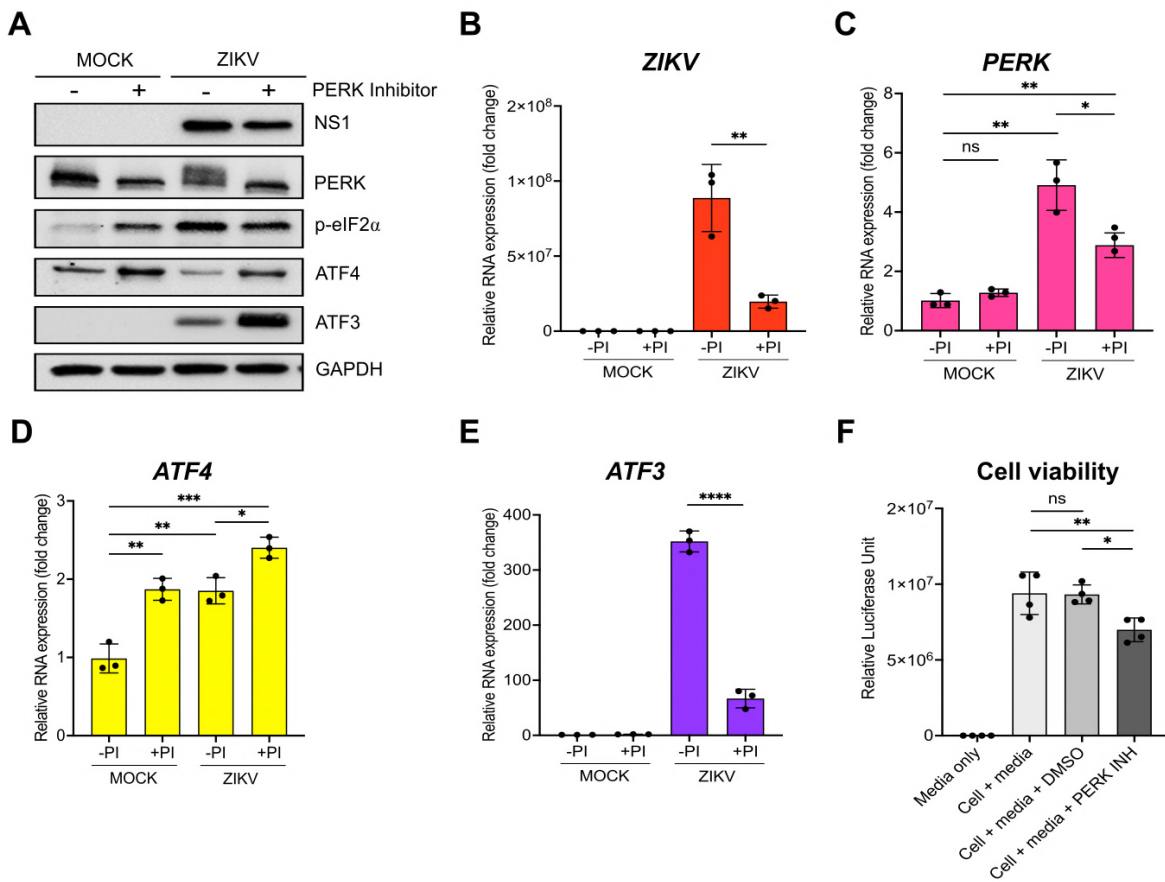 A
MOCK ZIKV
- + - + PERK Inhibitor
NS1
PERK
p-eIF2α
ATF4
ATF3
GAPDH
B
ZIKV
Relative RNA expression (fold change)
2×10⁸
1×10⁸
5×10⁷
0
**
-PI +PI -PI +PI
MOCK ZIKV
C
PERK
Relative RNA expression (fold change)
8
6
4
2
0
**
**
*
ns
-PI +PI -PI +PI
MOCK ZIKV
D
ATF4
Relative RNA expression (fold change)
3
2
1
0
***
**
*
**
-PI +PI -PI +PI
MOCK ZIKV
E
ATF3
Relative RNA expression (fold change)
400
300
200
100
0
****
-PI +PI -PI +PI
MOCK ZIKV
F
Cell viability
Relative Luciferase Unit
2×10⁷
1×10⁷
5×10⁶
0
ns
**
*
Media only
Cell + media
Cell + media + DMSO
Cell + media + PERK INH